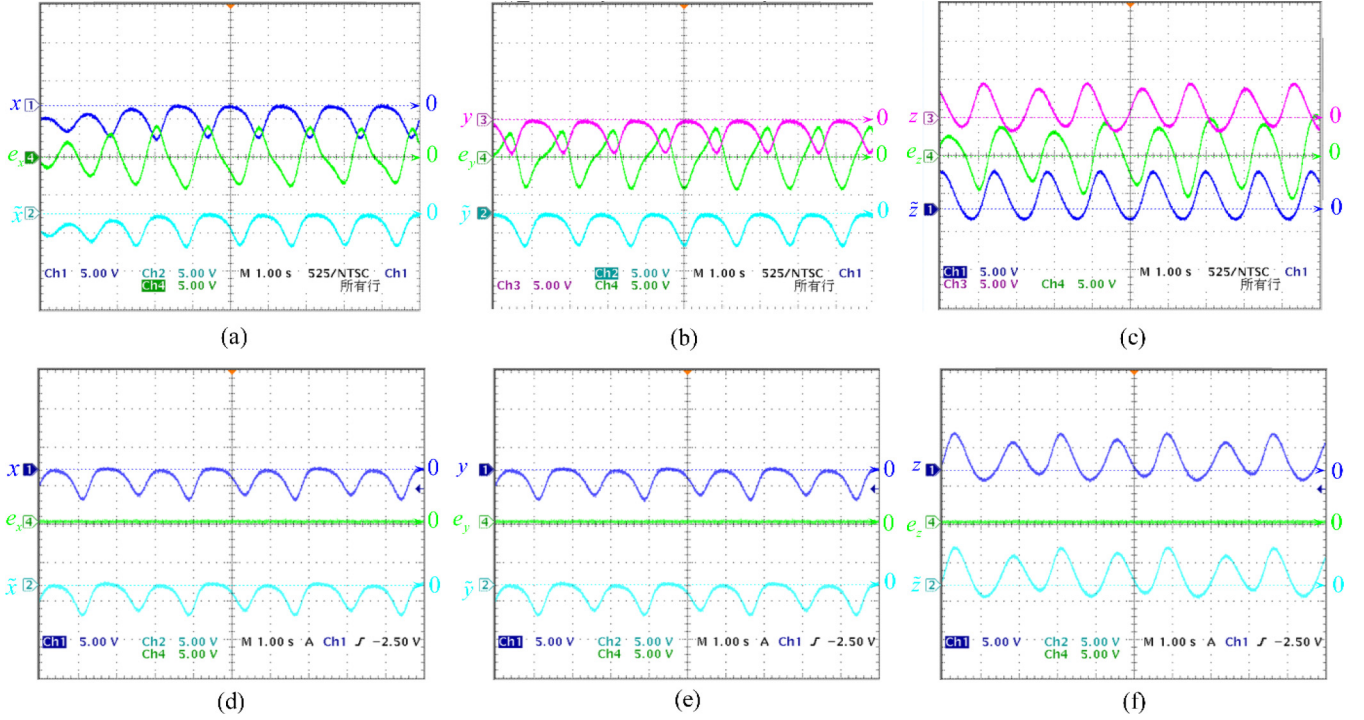 x 1 0
e_x 4 0
x̃ 2 0
Ch1 5.00 V Ch2 5.00 V M 1.00 s 525/NTSC Ch1
Ch4 5.00 V 所有行
(a)
y 3 0
e_y 4 0
ỹ 2 0
Ch2 5.00 V M 1.00 s 525/NTSC Ch1
Ch3 5.00 V Ch4 5.00 V 所有行
(b)
z 3 0
e_z 4 0
z̃ 1 0
Ch1 5.00 V M 1.00 s 525/NTSC Ch1
Ch3 5.00 V Ch4 5.00 V 所有行
(c)
x 1 0
e_x 4 0
x̃ 2 0
Ch1 5.00 V Ch2 5.00 V M 1.00 s A Ch1 ∫ −2.50 V
Ch4 5.00 V
(d)
y 1 0
e_y 4 0
ỹ 2 0
Ch1 5.00 V Ch2 5.00 V M 1.00 s A Ch1 ∫ −2.50 V
Ch4 5.00 V
(e)
z 1 0
e_z 4 0
z̃ 2 0
Ch1 5.00 V Ch2 5.00 V M 1.00 s A Ch1 ∫ −2.50 V
Ch4 5.00 V
(f)